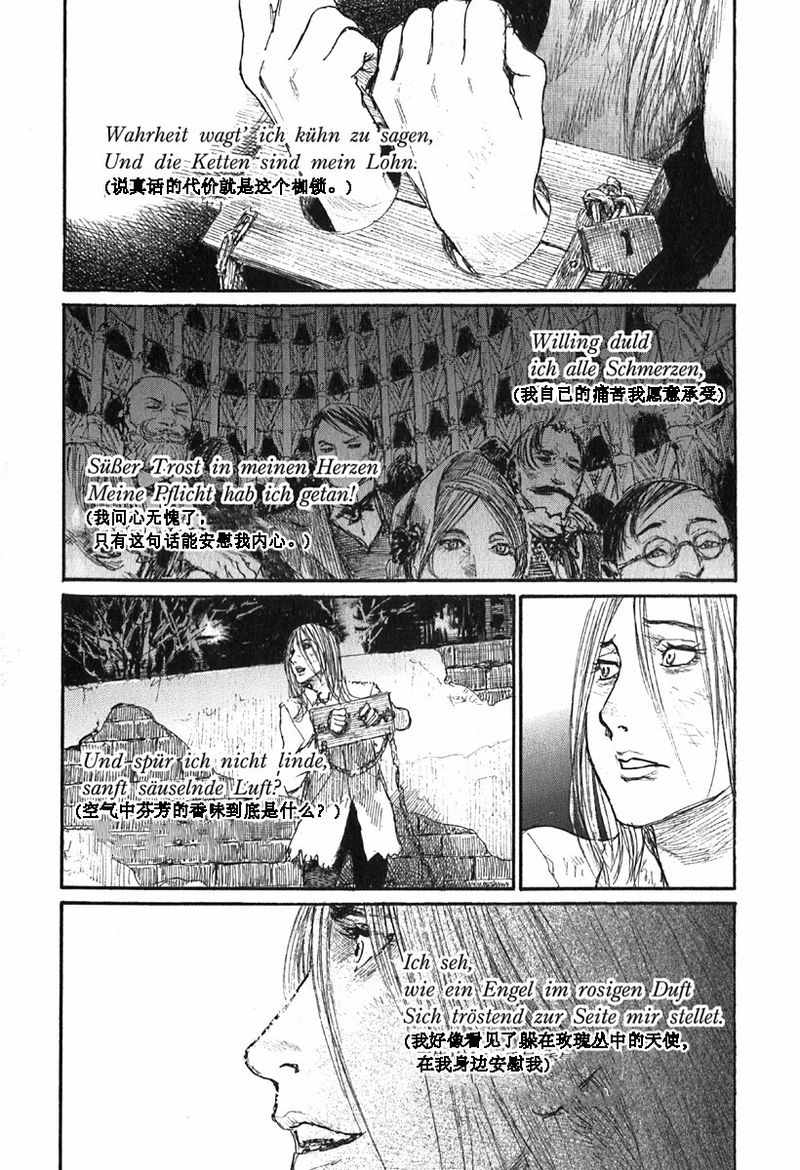 Wahrheit wagt' ich kühn zu sagen,
Und die Ketten sind mein Lohn.
(说真话的代价就是这个枷锁。)
Willing duld
ich alle Schmerzen,
(我自己的痛苦我愿意承受)
Süßer Trost in meinen Herzen
Meine Pflicht hab ich getan!
(我问心无愧了，
只有这句话能安慰我内心。)
Und spür ich nicht linde,
sanft säuselnde Luft?
(空气中芬芳的香味到底是什么？)
Ich seh,
wie ein Engel im rosigen Duft
Sich tröstend zur Seite mir stellet.
(我好像看见了躲在玫瑰丛中的天使，
在我身边安慰我)